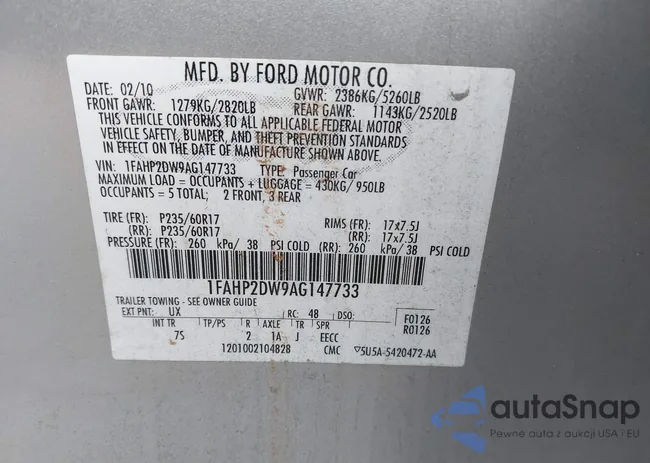 MFD. BY FORD MOTOR CO.
DATE: 02/10 GVWR: 2386KG/5260LB
FRONT GAWR: 1279KG/2820LB REAR GAWR: 1143KG/2520LB
THIS VEHICLE CONFORMS TO ALL APPLICABLE FEDERAL MOTOR
VEHICLE SAFETY, BUMPER, AND THEFT PREVENTION STANDARDS
IN EFFECT ON THE DATE OF MANUFACTURE SHOWN ABOVE.
VIN: 1FAHP2DW9AG147733 TYPE: Passenger Car
MAXIMUM LOAD = OCCUPANTS + LUGGAGE = 430KG/ 950LB
OCCUPANTS = 5 TOTAL; 2 FRONT, 3 REAR
TIRE (FR): P235/60R17 RIMS (FR): 17x7.5J
(RR): P235/60R17 (RR): 17x7.5J
PRESSURE (FR): 260 kPa/ 38 PSI COLD (RR): 260 kPa/ 38 PSI COLD
1FAHP2DW9AG147733
TRAILER TOWING - SEE OWNER GUIDE
EXT PNT: UX RC: 48 DSO: F0126
R0126
INT TR TP/PS R AXLE TR SPR
7S 2 1A J EECC
1201002104828 CMC 5U5A-5420472-AA
autoSnap
Pewne auta z aukcji USA i EU